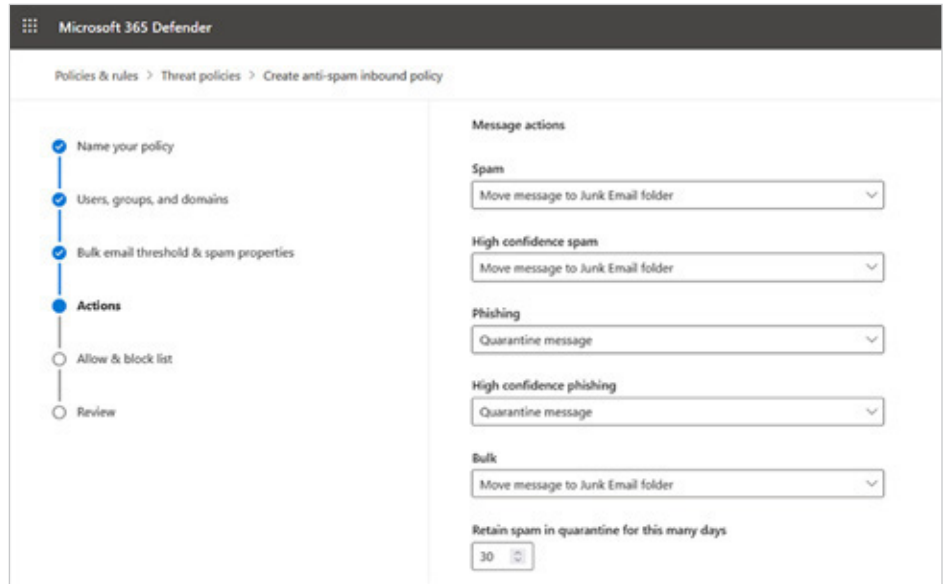 Microsoft 365 Defender
Policies & rules > Threat policies > Create anti-spam inbound policy
Name your policy
Users, groups, and domains
Bulk email threshold & spam properties
Actions
Allow & block list
Review
Message actions
Spam
Move message to Junk Email folder
High confidence spam
Move message to Junk Email folder
Phishing
Quarantine message
High confidence phishing
Quarantine message
Bulk
Move message to Junk Email folder
Retain spam in quarantine for this many days
30